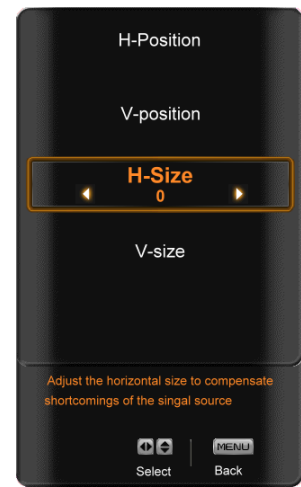 H-Position
V-position
H-Size
0
V-size
Adjust the horizontal size to compensate
shortcomings of the singal source
MENU
Select Back